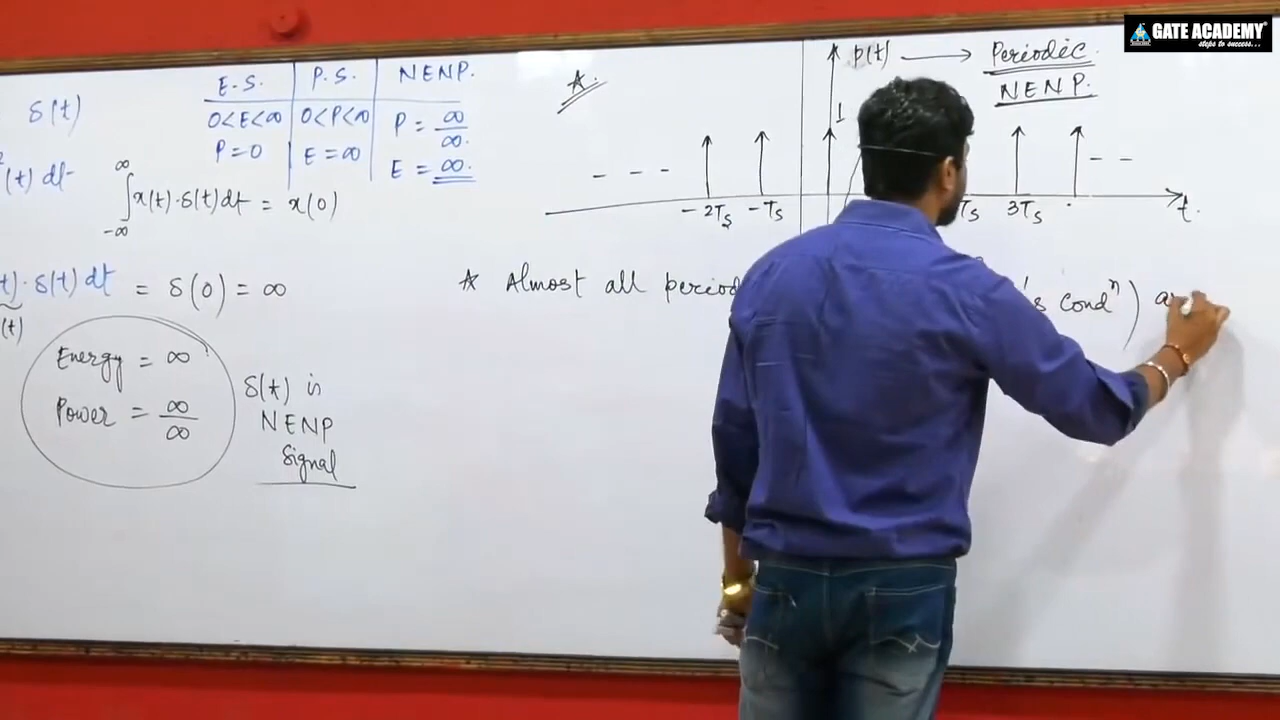 GATE ACADEMY
steps to success...
δ(t)
E.S. P.S. NENP.
0<E<∞ 0<P<∞ P = ∞/∞.
P=0 E=∞ E = ∞.
²(t) dt
∞
∫ x(t)·δ(t)dt = x(0)
-∞
t)·δ(t)dt = δ(0) = ∞
(t)
Energy = ∞
Power = ∞/∞
δ(t) is
NENP
Signal
☆.
p(t) → Periodic.
NENP.
1
- - -
- -
-2Ts -Ts Ts 3Ts t.
☆ Almost all period
's condⁿ)